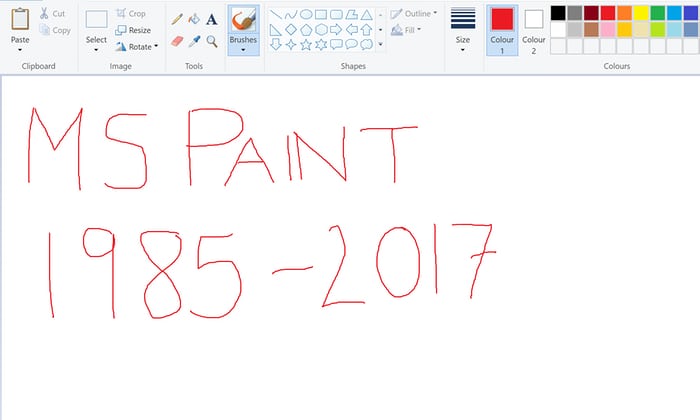 Paste
Cut
Copy
Clipboard
Select
Crop
Resize
Rotate
Image
A
Tools
Brushes
Outline
Fill
Shapes
Size
Colour
1
Colour
2
Colours
MS PAINT
1985-2017